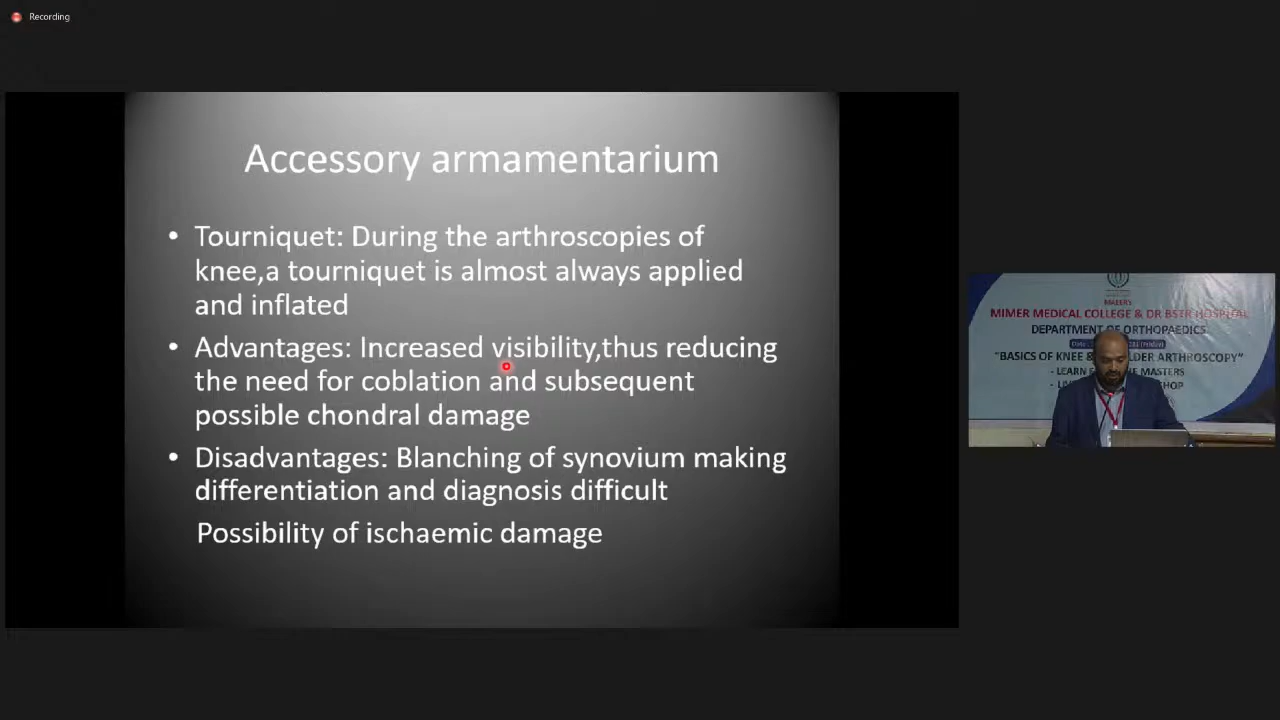 Recording
Accessory armamentarium
• Tourniquet: During the arthroscopies of
knee,a tourniquet is almost always applied
and inflated
• Advantages: Increased visibility,thus reducing
the need for coblation and subsequent
possible chondral damage
• Disadvantages: Blanching of synovium making
differentiation and diagnosis difficult
Possibility of ischaemic damage
MAEER's
MIMER MEDICAL COLLEGE & DR BSTR HOSPITAL
DEPARTMENT OF ORTHOPAEDICS
"BASICS OF KNEE & LDER ARTHROSCOPY"
- LEARN E MASTERS